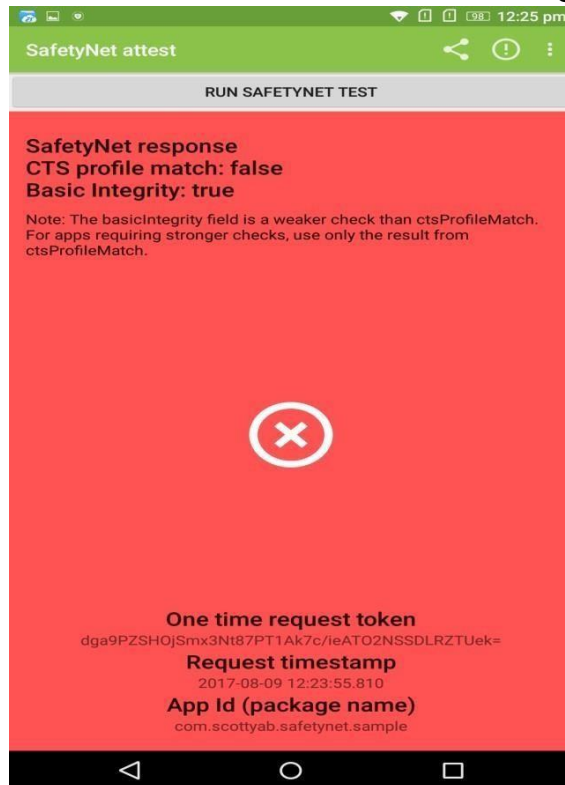 98 12:25 pm
SafetyNet attest
RUN SAFETYNET TEST
SafetyNet response
CTS profile match: false
Basic Integrity: true
Note: The basicIntegrity field is a weaker check than ctsProfileMatch.
For apps requiring stronger checks, use only the result from
ctsProfileMatch.
One time request token
dga9PZSHOjSmx3Nt87PT1Ak7c/ieATO2NSSDLRZTUek=
Request timestamp
2017-08-09 12:23:55.810
App Id (package name)
com.scottyab.safetynet.sample